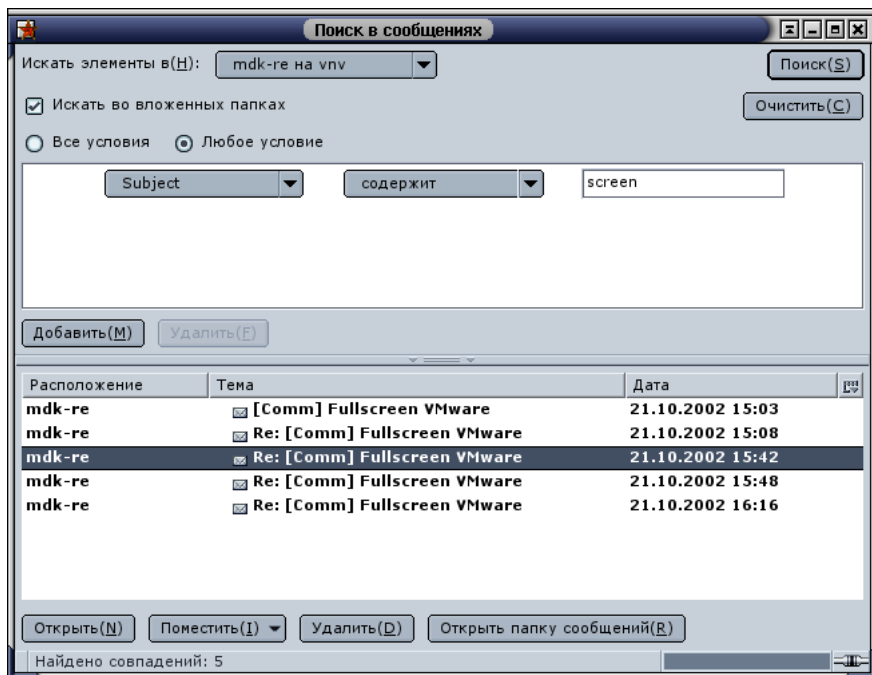 Поиск в сообщениях
Искать элементы в(H): mdk-re на vnv Поиск(S)
Искать во вложенных папках Очистить(C)
Все условия Любое условие
Subject содержит screen
Добавить(M) Удалить(F)
Расположение Тема Дата
mdk-re [Comm] Fullscreen VMware 21.10.2002 15:03
mdk-re Re: [Comm] Fullscreen VMware 21.10.2002 15:08
mdk-re Re: [Comm] Fullscreen VMware 21.10.2002 15:42
mdk-re Re: [Comm] Fullscreen VMware 21.10.2002 15:48
mdk-re Re: [Comm] Fullscreen VMware 21.10.2002 16:16
Открыть(N) Поместить(I) Удалить(D) Открыть папку сообщений(R)
Найдено совпадений: 5